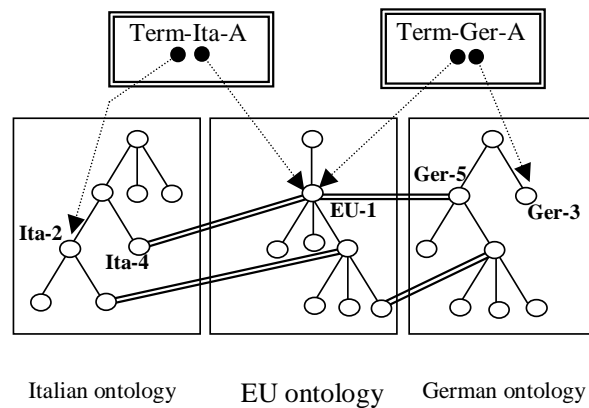 Term-Ita-A
Term-Ger-A
Ger-5
Ita-2
EU-1
Ger-3
Ita-4
Italian ontology
EU ontology
German ontology